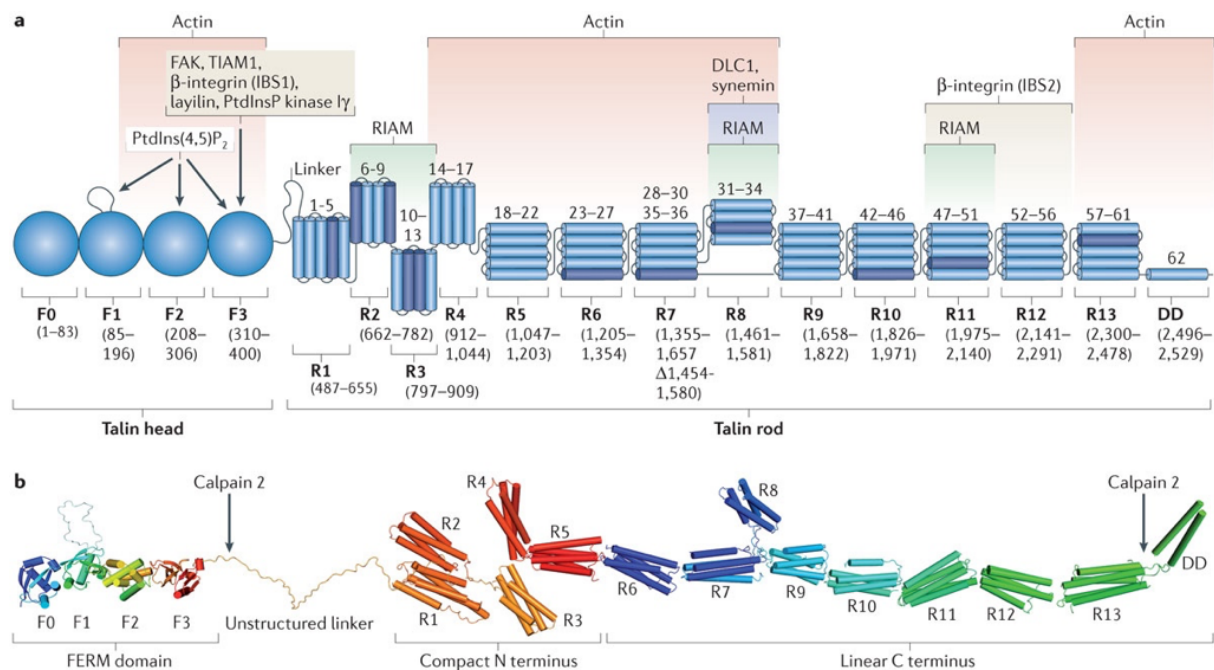 a
Actin
Actin
Actin
FAK, TIAM1,
β-integrin (IBS1),
layilin, PtdInsP kinase Iγ
DLC1,
synemin
β-integrin (IBS2)
PtdIns(4,5)P2
RIAM
RIAM
RIAM
Linker
1-5
6-9
10–
13
14–17
18–22
23–27
28–30
35–36
31–34
37–41
42–46
47–51
52–56
57–61
62
F0
(1–83)
F1
(85–
196)
F2
(208–
306)
F3
(310–
400)
R1
(487–655)
R2
(662–782)
R3
(797–909)
R4
(912–
1,044)
R5
(1,047–
1,203)
R6
(1,205–
1,354)
R7
(1,355–
1,657
Δ1,454-
1,580)
R8
(1,461–
1,581)
R9
(1,658–
1,822)
R10
(1,826–
1,971)
R11
(1,975–
2,140)
R12
(2,141–
2,291)
R13
(2,300–
2,478)
DD
(2,496–
2,529)
Talin head
Talin rod
b
Calpain 2
Calpain 2
F0
F1
F2
F3
Unstructured linker
R1
R2
R3
R4
R5
R6
R7
R8
R9
R10
R11
R12
R13
DD
FERM domain
Compact N terminus
Linear C terminus